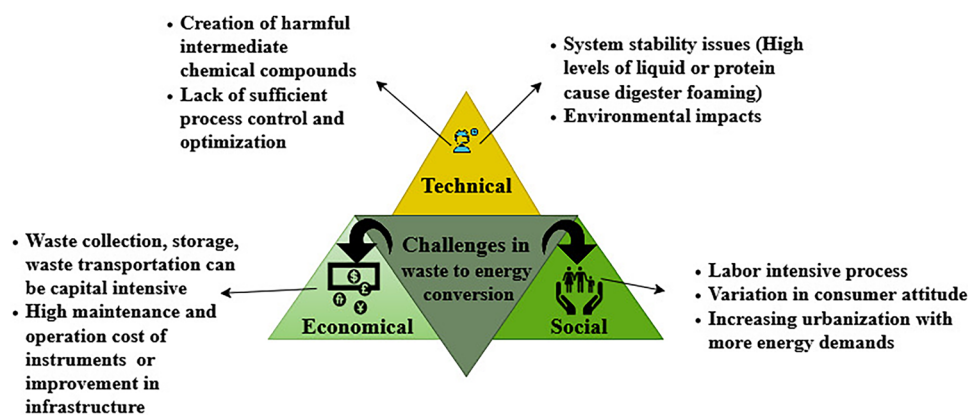 • Creation of harmful
intermediate
chemical compounds
• Lack of sufficient
process control and
optimization
• System stability issues (High
levels of liquid or protein
cause digester foaming)
• Environmental impacts
Technical
Challenges in
waste to energy
conversion
• Waste collection, storage,
waste transportation can
be capital intensive
• High maintenance and
operation cost of
instruments or
improvement in
infrastructure
$
£
¥
Economical
Social
• Labor intensive process
• Variation in consumer attitude
• Increasing urbanization with
more energy demands